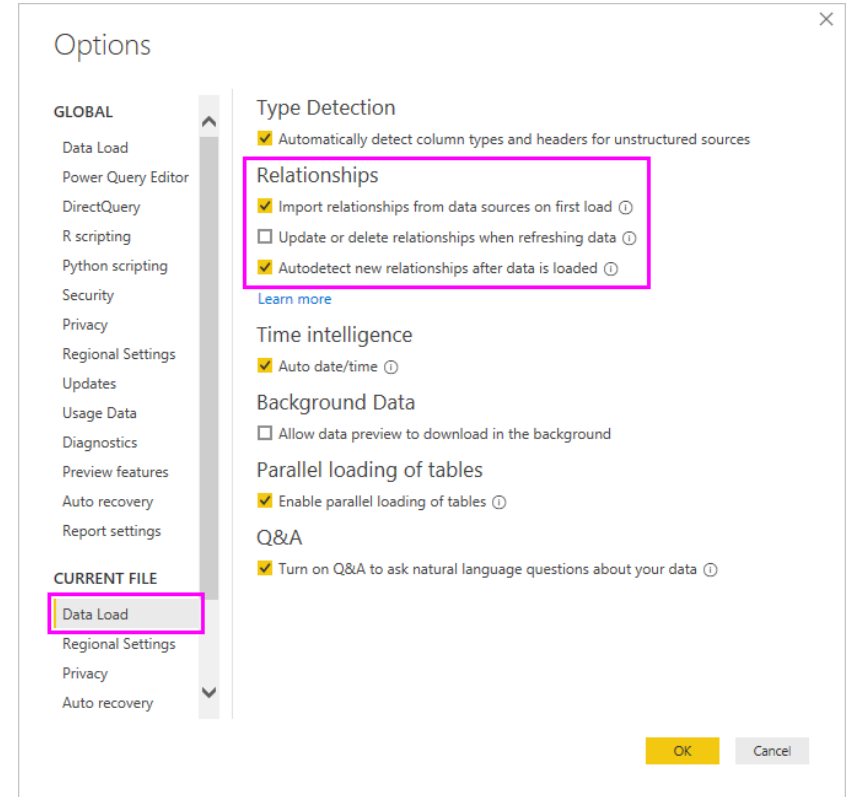 Options
GLOBAL
Data Load
Power Query Editor
DirectQuery
R scripting
Python scripting
Security
Privacy
Regional Settings
Updates
Usage Data
Diagnostics
Preview features
Auto recovery
Report settings
CURRENT FILE
Data Load
Regional Settings
Privacy
Auto recovery
Type Detection
Automatically detect column types and headers for unstructured sources
Relationships
Import relationships from data sources on first load
Update or delete relationships when refreshing data
Autodetect new relationships after data is loaded
Learn more
Time intelligence
Auto date/time
Background Data
Allow data preview to download in the background
Parallel loading of tables
Enable parallel loading of tables
Q&A
Turn on Q&A to ask natural language questions about your data
OK
Cancel